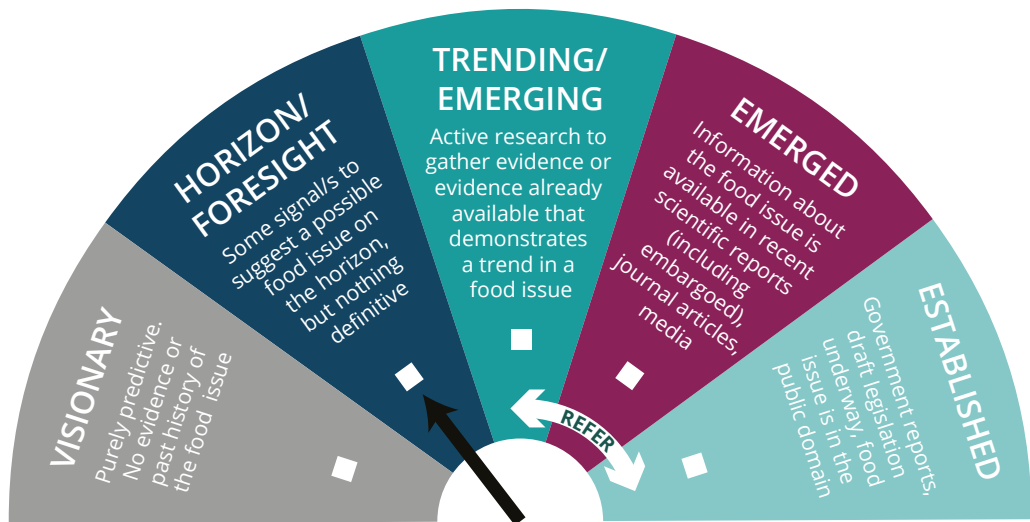 VISIONARY
Purely predictive.
No evidence or
past history of
the food issue
HORIZON/
FORESIGHT
Some signal/s to
suggest a possible
food issue on
the horizon,
but nothing
definitive
TRENDING/
EMERGING
Active research to
gather evidence or
evidence already
available that
demonstrates
a trend in a
food issue
EMERGED
Information about
the food issue is
available in recent
scientific reports
(including
embargoed),
journal articles,
media
ESTABLISHED
Government reports,
draft legislation
underway, food
issue is in the
public domain
REFER